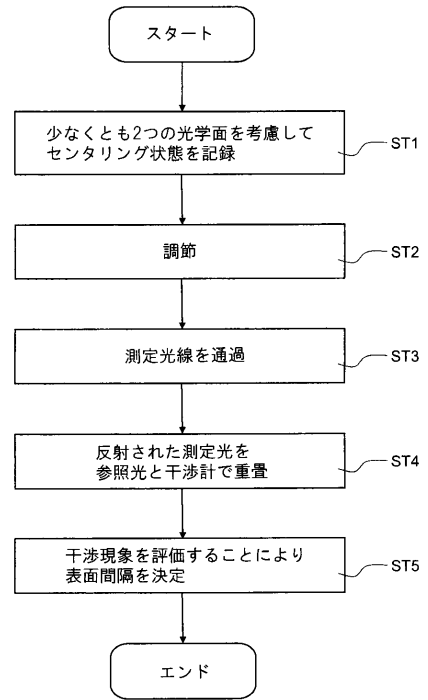 スタート
少なくとも2つの光学面を考慮して
センタリング状態を記録
ST1
調節
ST2
測定光線を通過
ST3
反射された測定光を
参照光と干渉計で重畳
ST4
干渉現象を評価することにより
表面間隔を決定
ST5
エンド